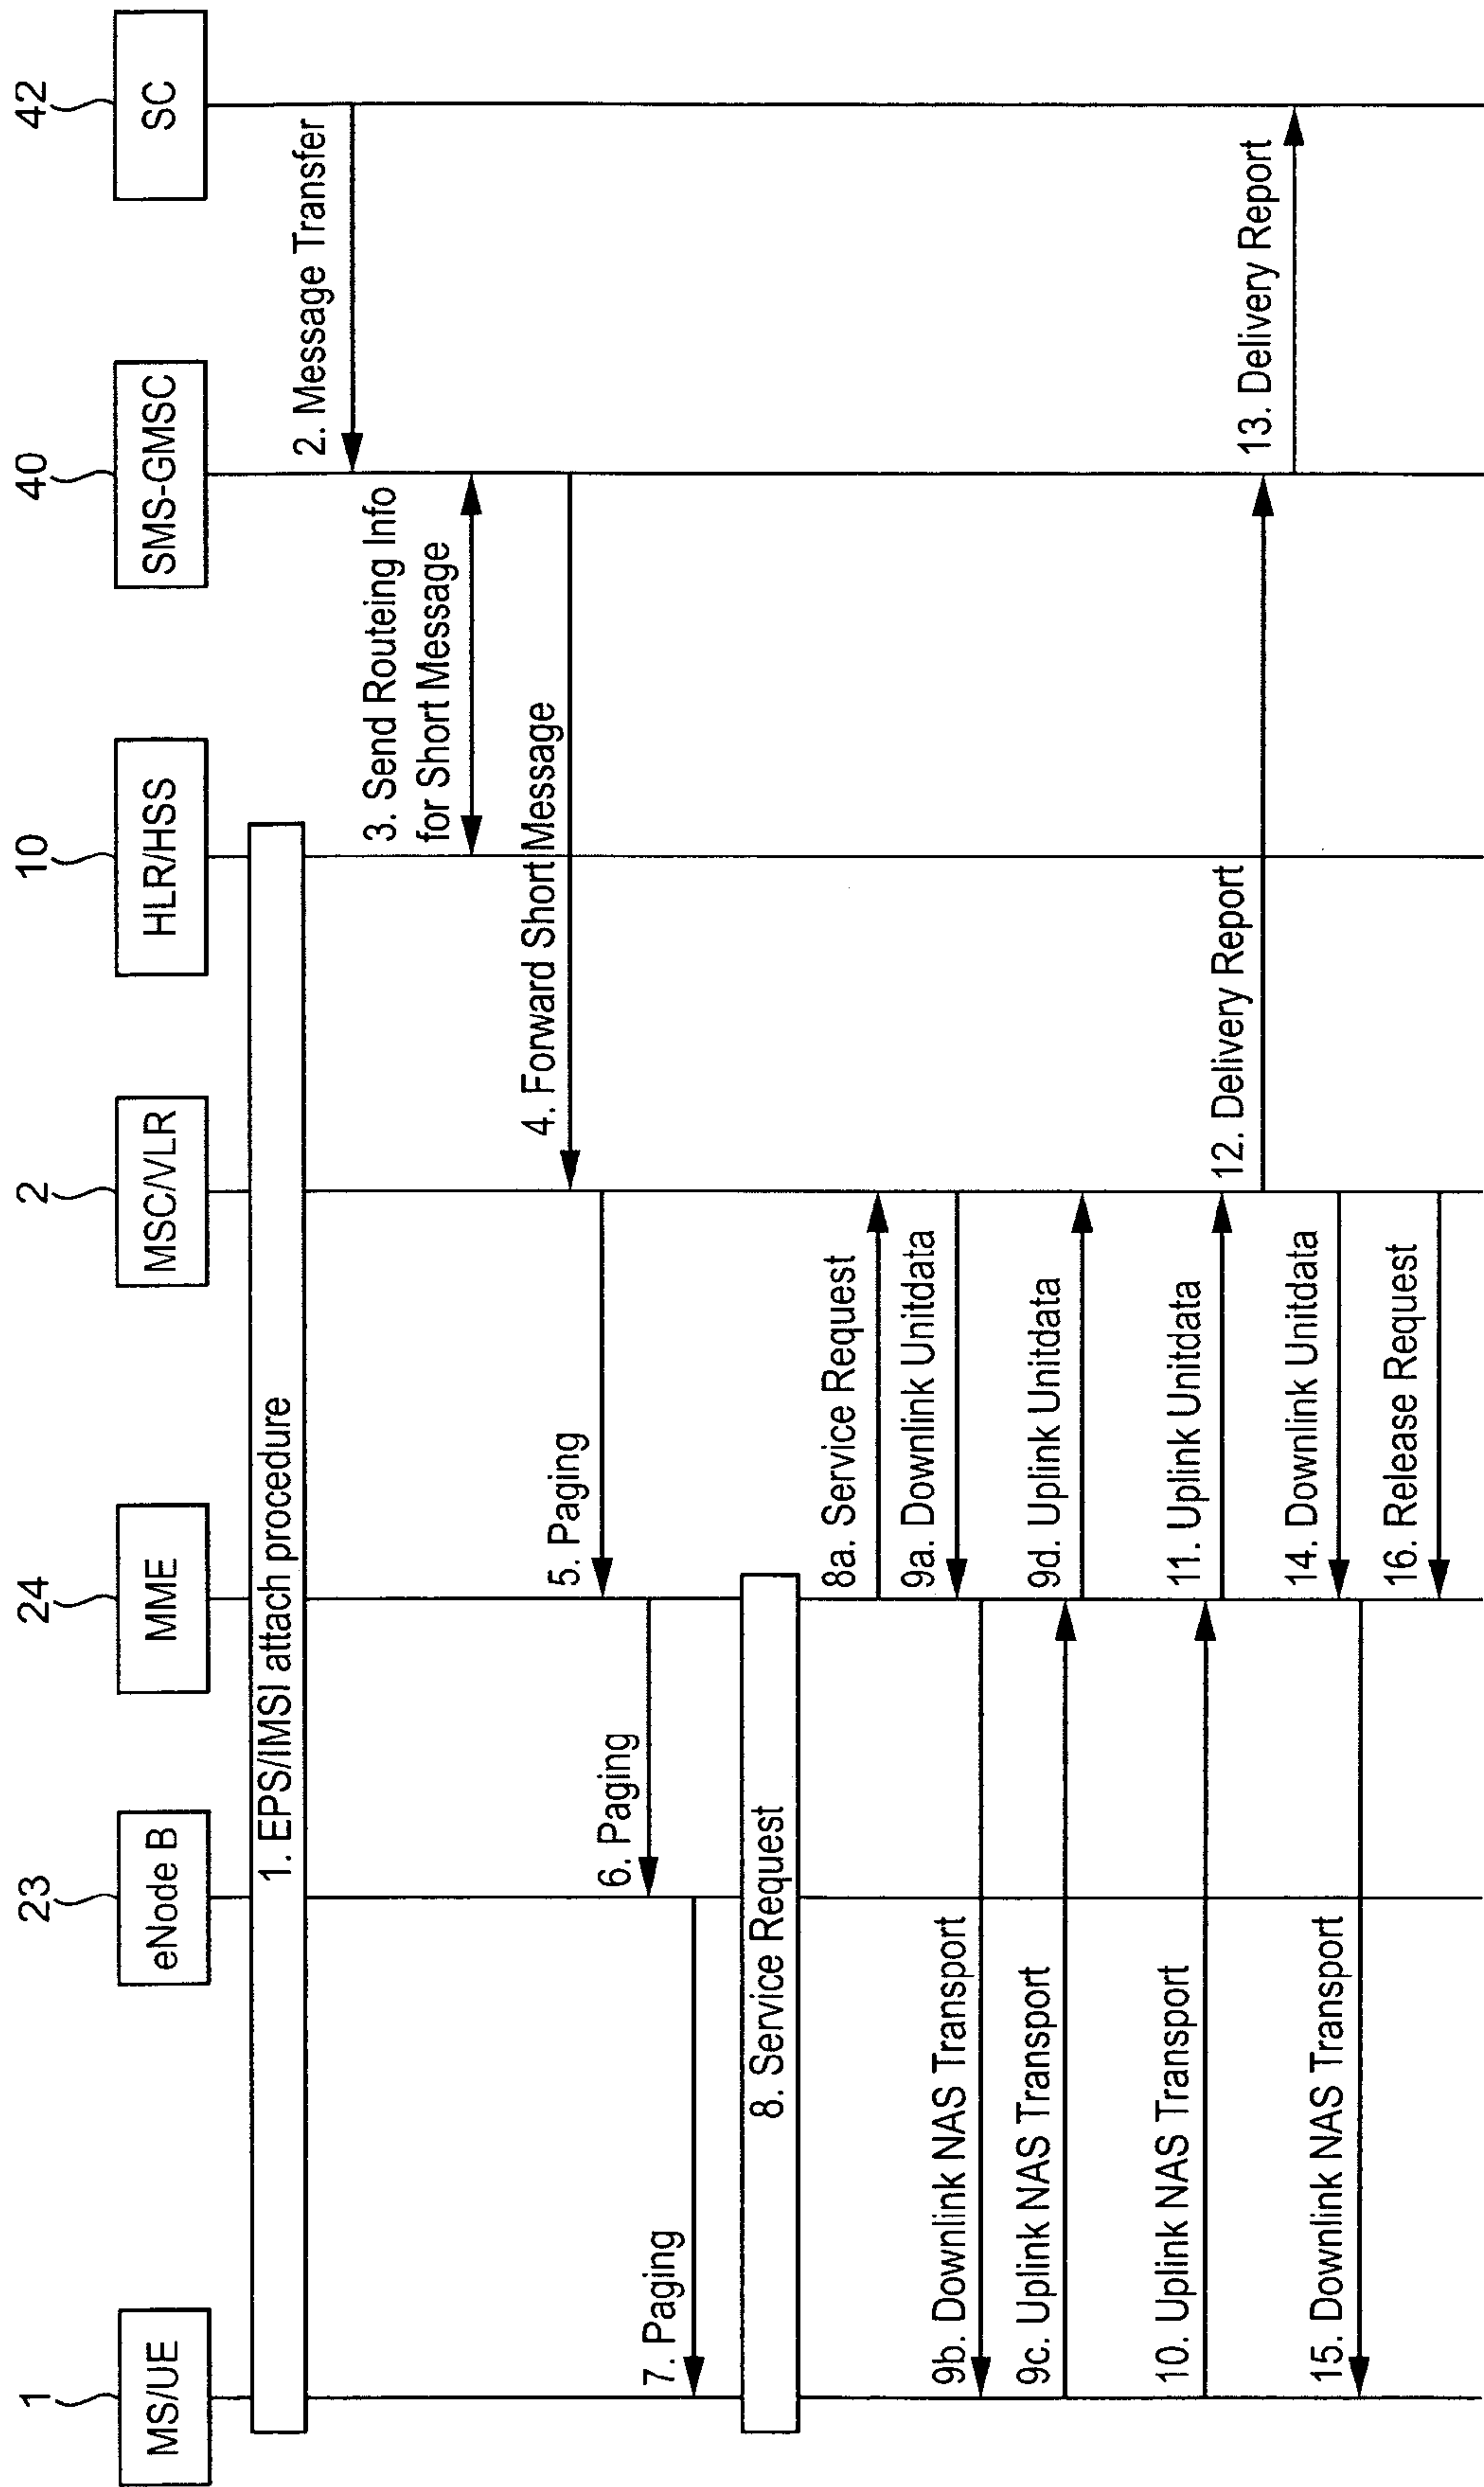 1
23
24
2
10
40
42
MS/UE
eNode B
MME
MSC/VLR
HLR/HSS
SMS-GMSC
SC
1. EPS/IMSI attach procedure
2. Message Transfer
3. Send Routeing Info
for Short Message
4. Forward Short Message
5. Paging
6. Paging
7. Paging
8. Service Request
8a. Service Request
9a. Downlink Unitdata
9b. Downlink NAS Transport
9c. Uplink NAS Transport
9d. Uplink Unitdata
10. Uplink NAS Transport
11. Uplink Unitdata
12. Delivery Report
13. Delivery Report
14. Downlink Unitdata
15. Downlink NAS Transport
16. Release Request